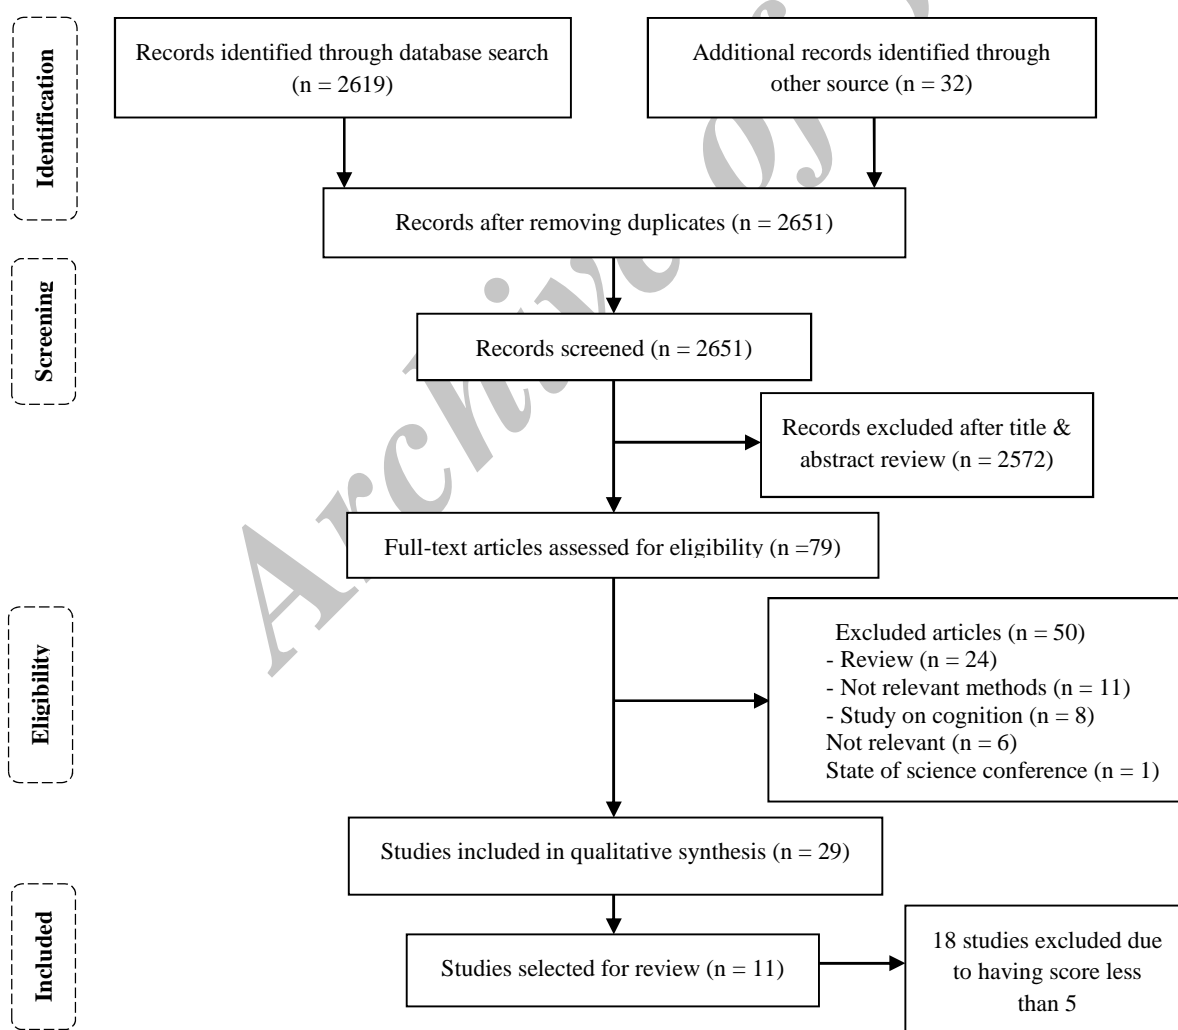 Identification
Records identified through database search
(n = 2619)
Additional records identified through
other source (n = 32)
Records after removing duplicates (n = 2651)
Screening
Records screened (n = 2651)
Records excluded after title &
abstract review (n = 2572)
Full-text articles assessed for eligibility (n =79)
Eligibility
Excluded articles (n = 50)
- Review (n = 24)
- Not relevant methods (n = 11)
- Study on cognition (n = 8)
Not relevant (n = 6)
State of science conference (n = 1)
Studies included in qualitative synthesis (n = 29)
Included
Studies selected for review (n = 11)
18 studies excluded due
to having score less
than 5
Archive of